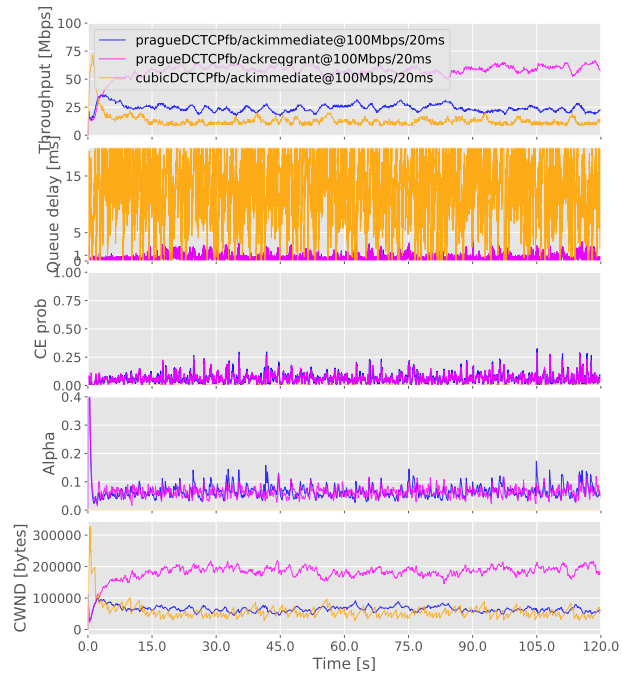 100
75
50
25
0
Throughput [Mbps]
pragueDCTCPfb/ackimmediate@100Mbps/20ms
pragueDCTCPfb/aqmseqgrant@100Mbps/20ms
cubicDCTCPfb/ackimmediate@100Mbps/20ms
15
5
1
0
Queue delay [ms]
1.00
0.75
0.50
0.25
0.00
CE prob
0.4
0.3
0.2
0.1
0.0
Alpha
300000
200000
100000
0
CWND [bytes]
0.0 15.0 30.0 45.0 60.0 75.0 90.0 105.0 120.0
Time [s]